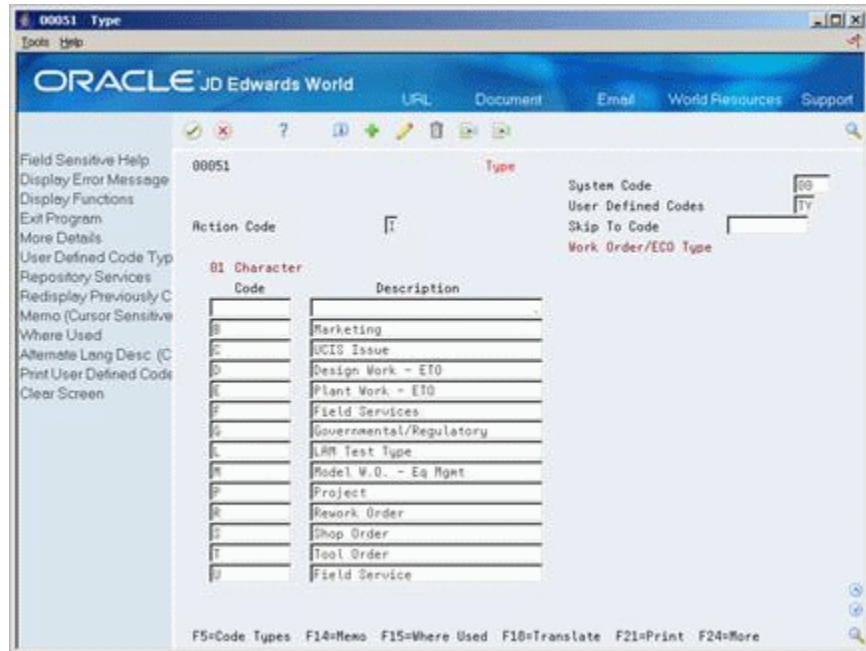 00051 Type
Tools Help
ORACLE JD Edwards World
URL Document Email World Resources Support
Field Sensitive Help
Display Error Message
Display Functions
Exit Program
More Details
User Defined Code Typ
Repository Services
Redisplay Previously C
Memo (Cursor Sensitive
Where Used
Alternate Lang Desc (C
Print User Defined Code
Clear Screen
00051 Type
System Code 00
User Defined Codes TY
Action Code I Skip To Code
Work Order/ECO Type
01 Character
Code Description
.
B Marketing
C UCIS Issue
D Design Work - ETO
E Plant Work - ETO
F Field Services
G Governmental/Regulatory
L LAM Test Type
M Model W.O. - Eq Mgmt
P Project
R Rework Order
S Shop Order
T Tool Order
U Field Service
F5=Code Types F14=Memo F15=Where Used F18=Translate F21=Print F24=More